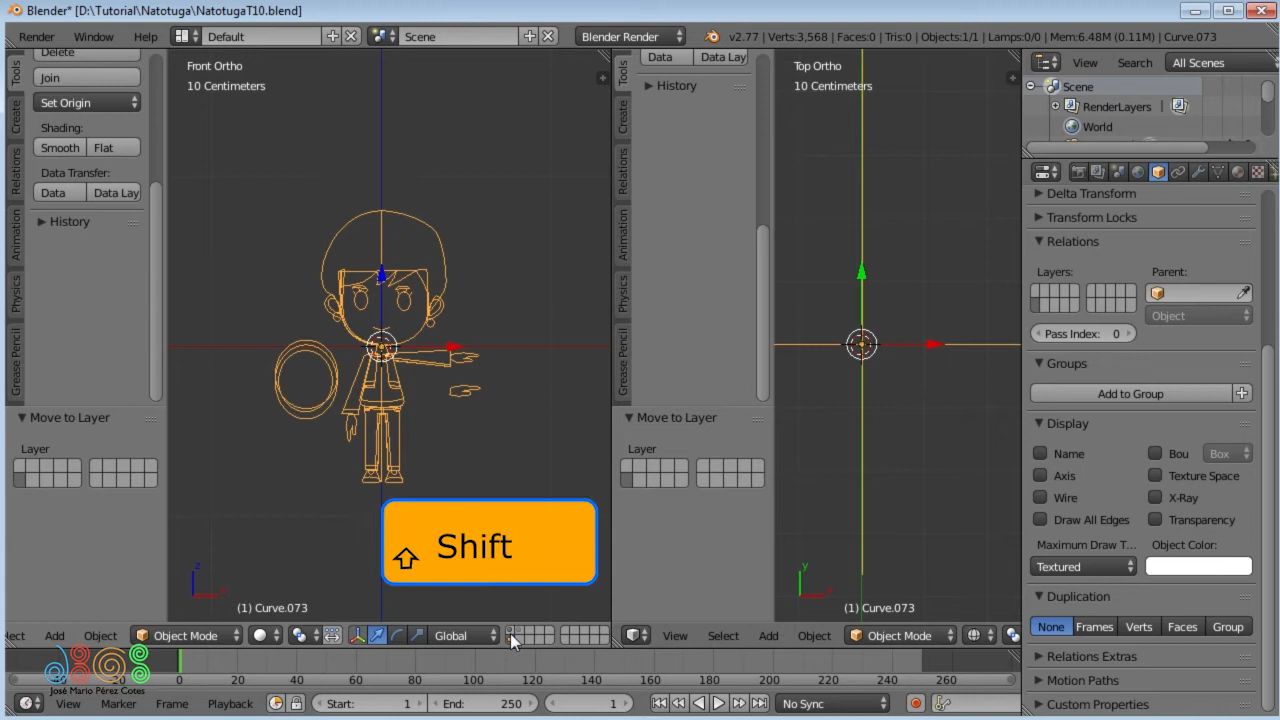 Blender* [D:\Tutorial\Natotuga\NatotugaT10.blend]
Render Window Help Default Scene Blender Render v2.77 | Verts:3,568 | Faces:0 | Tris:0 | Objects:1/1 | Lamps:0/0 | Mem:6.48M (0.11M) | Curve.073
Tools
Create
Relations
Animation
Physics
Grease Pencil
Delete
Join
Set Origin
Shading:
Smooth Flat
Data Transfer:
Data Data Lay
History
Move to Layer
Layer
Front Ortho
10 Centimeters
z
Shift
(1) Curve.073
Tools
Create
Relations
Animation
Physics
Grease Pencil
Data Data Lay
History
Move to Layer
Layer
Top Ortho
10 Centimeters
y
(1) Curve.073
View Search All Scenes
Scene
RenderLayers |
World
Delta Transform
Transform Locks
Relations
Layers: Parent:
Object
Pass Index: 0
Groups
Add to Group
Display
Name Bou Box
Axis Texture Space
Wire X-Ray
Draw All Edges Transparency
Maximum Draw T... Object Color:
Textured
Duplication
None Frames Verts Faces Group
Relations Extras
Motion Paths
Custom Properties
lect Add Object Object Mode Global
View Select Add Object Object Mode
0 20 40 60 80 100 120 140 160 180 200 220 240 260
José Mario Pérez Cotes
View Marker Frame Playback Start: 1 End: 250 1 No Sync